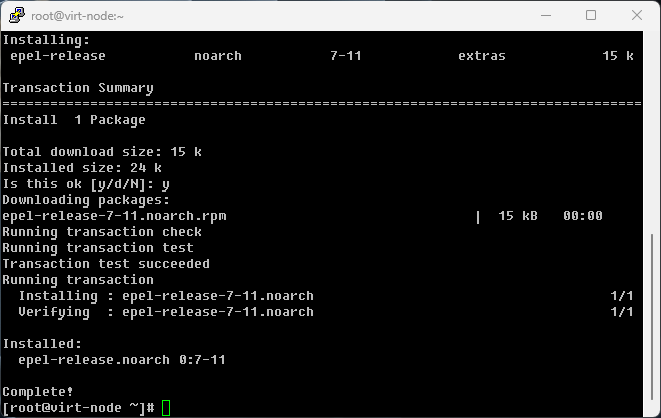 root@virt-node:~
Installing:
 epel-release           noarch           7-11            extras            15 k

Transaction Summary
================================================================================
Install  1 Package

Total download size: 15 k
Installed size: 24 k
Is this ok [y/d/N]: y
Downloading packages:
epel-release-7-11.noarch.rpm                               |  15 kB   00:00
Running transaction check
Running transaction test
Transaction test succeeded
Running transaction
  Installing : epel-release-7-11.noarch                                     1/1
  Verifying  : epel-release-7-11.noarch                                     1/1

Installed:
  epel-release.noarch 0:7-11

Complete!
[root@virt-node ~]#